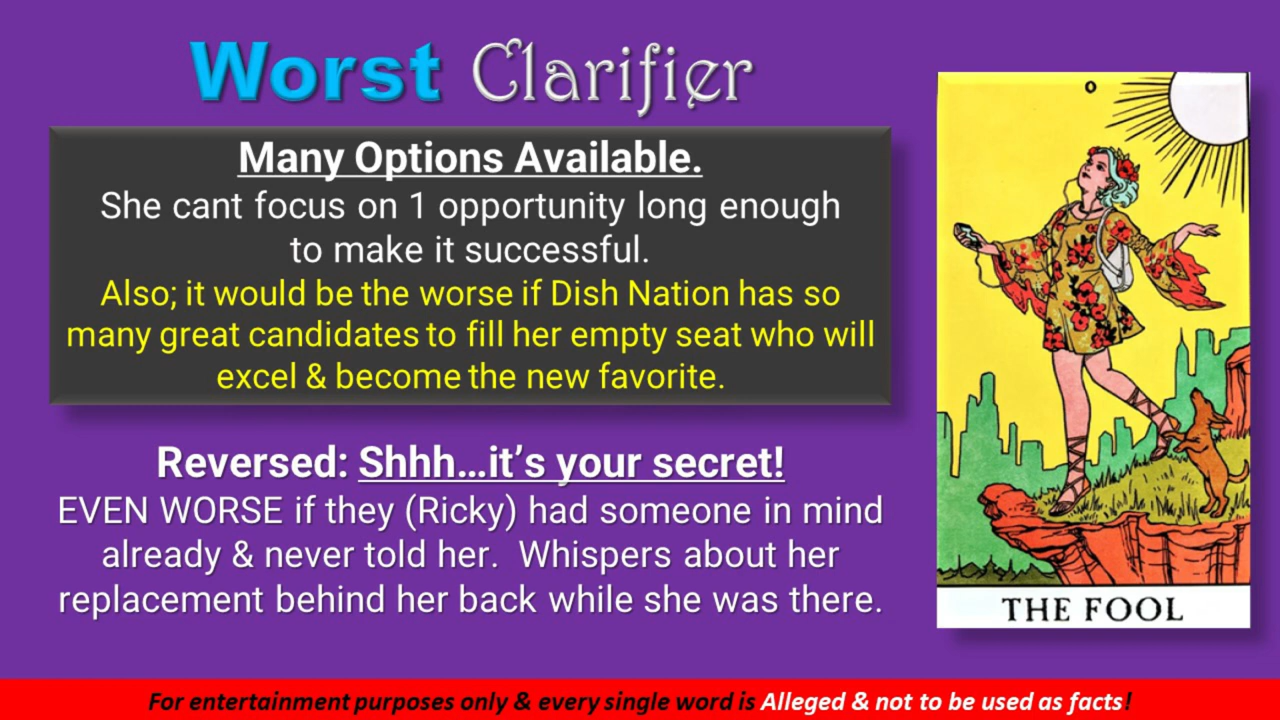 Worst Clarifier
Many Options Available.
She cant focus on 1 opportunity long enough
to make it successful.
Also; it would be the worse if Dish Nation has so
many great candidates to fill her empty seat who will
excel & become the new favorite.
Reversed: Shhh...it's your secret!
EVEN WORSE if they (Ricky) had someone in mind
already & never told her. Whispers about her
replacement behind her back while she was there.
0
THE FOOL
For entertainment purposes only & every single word is Alleged & not to be used as facts!